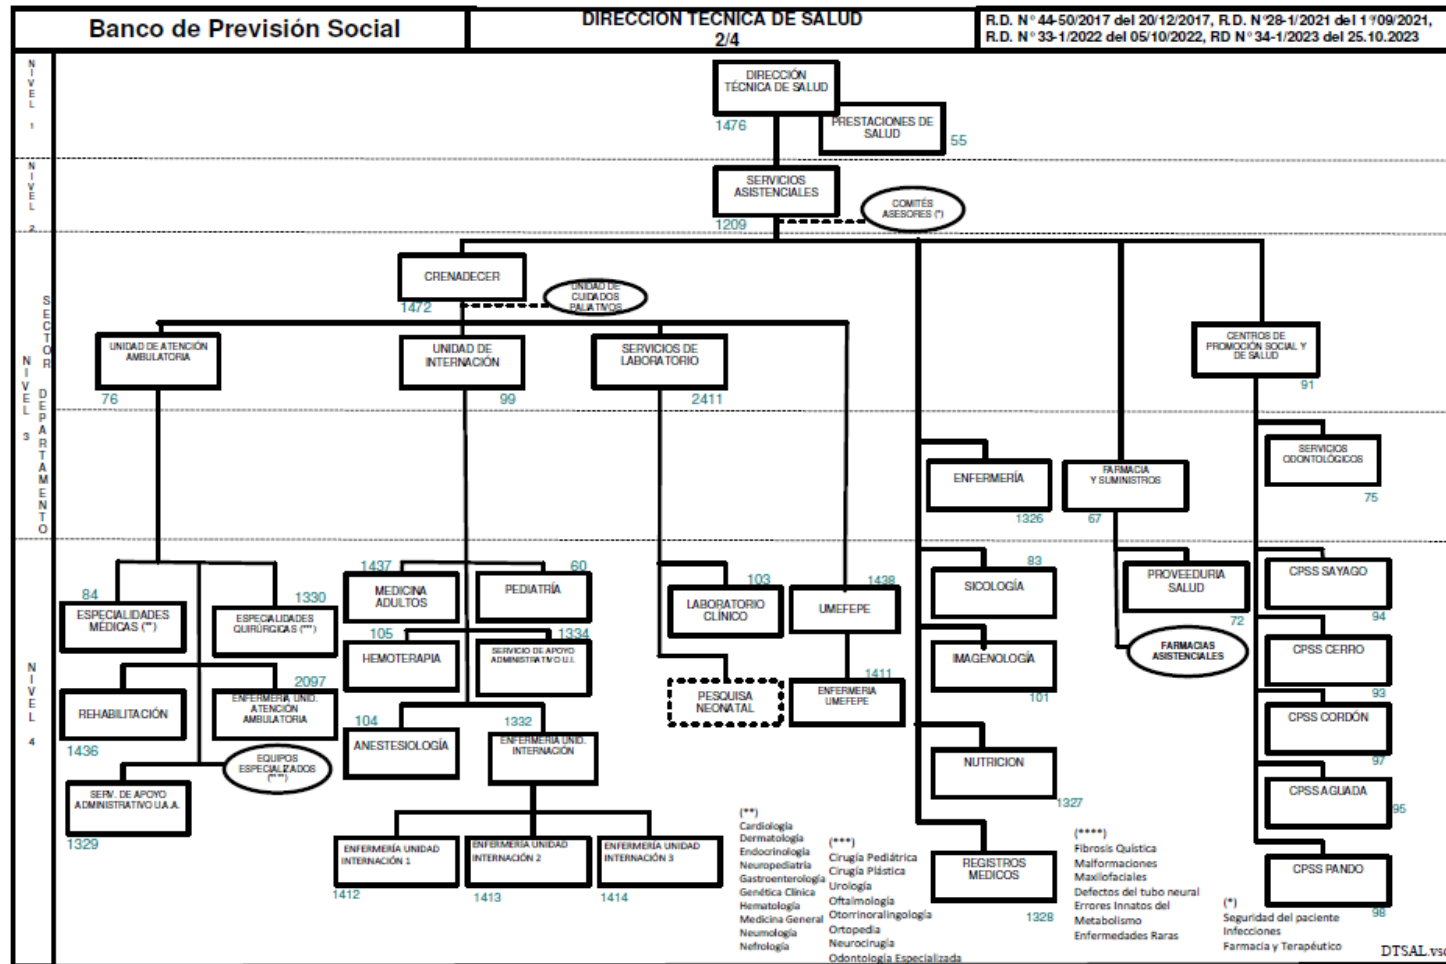 Banco de Previsión Social
DIRECCION TECNICA DE SALUD
2/4
R.D. N° 44-50/2017 del 20/12/2017, R.D. N°28-1/2021 del 1°/09/2021,
R.D. N° 33-1/2022 del 05/10/2022, RD N° 34-1/2023 del 25.10.2023
NIVEL 1
DIRECCIÓN
TÉCNICA DE SALUD
1476
PRESTACIONES DE
SALUD
55
NIVEL 2
SERVICIOS
ASISTENCIALES
1209
COMITÉS
ASESORES (*)
NIVEL 3
SECTOR DEPARTAMENTO
CRENADECER
1472
UNIDAD DE
CUIDADOS
PALIATIVOS
UNIDAD DE ATENCIÓN
AMBULATORIA
76
UNIDAD DE
INTERNACIÓN
99
SERVICIOS DE
LABORATORIO
2411
CENTROS DE
PROMOCIÓN SOCIAL Y
DE SALUD
91
ENFERMERÍA
1326
FARMACIA
Y SUMINISTROS
67
SERVICIOS
ODONTOLÓGICOS
75
NIVEL 4
84
ESPECIALIDADES
MÉDICAS (**)
1330
ESPECIALIDADES
QUIRÚRGICAS (***)
REHABILITACIÓN
1436
2097
ENFERMERÍA UNID.
ATENCIÓN
AMBULATORIA
EQUIPOS
ESPECIALIZADOS
(****)
SERV. DE APOYO
ADMINISTRATIVO U.A.A.
1329
1437
MEDICINA
ADULTOS
60
PEDIATRÍA
105
HEMOTERAPIA
1334
SERVICIO DE APOYO
ADMINISTRATIVO U.I.
104
ANESTESIOLOGÍA
1332
ENFERMERÍA UNID.
INTERNACIÓN
ENFERMERÍA UNIDAD
INTERNACIÓN 1
1412
ENFERMERÍA UNIDAD
INTERNACIÓN 2
1413
ENFERMERÍA UNIDAD
INTERNACIÓN 3
1414
103
LABORATORIO
CLÍNICO
PESQUISA
NEONATAL
1438
UMEFEPE
1411
ENFERMERIA
UMEFEPE
83
SICOLOGÍA
IMAGENOLOGÍA
101
NUTRICION
1327
REGISTROS
MEDICOS
1328
PROVEEDURIA
SALUD
72
FARMACIAS
ASISTENCIALES
CPSS SAYAGO
94
CPSS CERRO
93
CPSS CORDÓN
97
CPSS AGUADA
95
CPSS PANDO
98
(**)
Cardiología
Dermatología
Endocrinología
Neuropediatría
Gastroenterología
Genética Clínica
Hematología
Medicina General
Neumología
Nefrología
(***)
Cirugía Pediátrica
Cirugía Plástica
Urología
Oftalmología
Otorrinoralingología
Ortopedia
Neurocirugía
Odontología Especializada
(****)
Fibrosis Quística
Malformaciones
Maxilofaciales
Defectos del tubo neural
Errores Innatos del
Metabolismo
Enfermedades Raras
(*)
Seguridad del paciente
Infecciones
Farmacia y Terapéutico
DTSAL.vsd